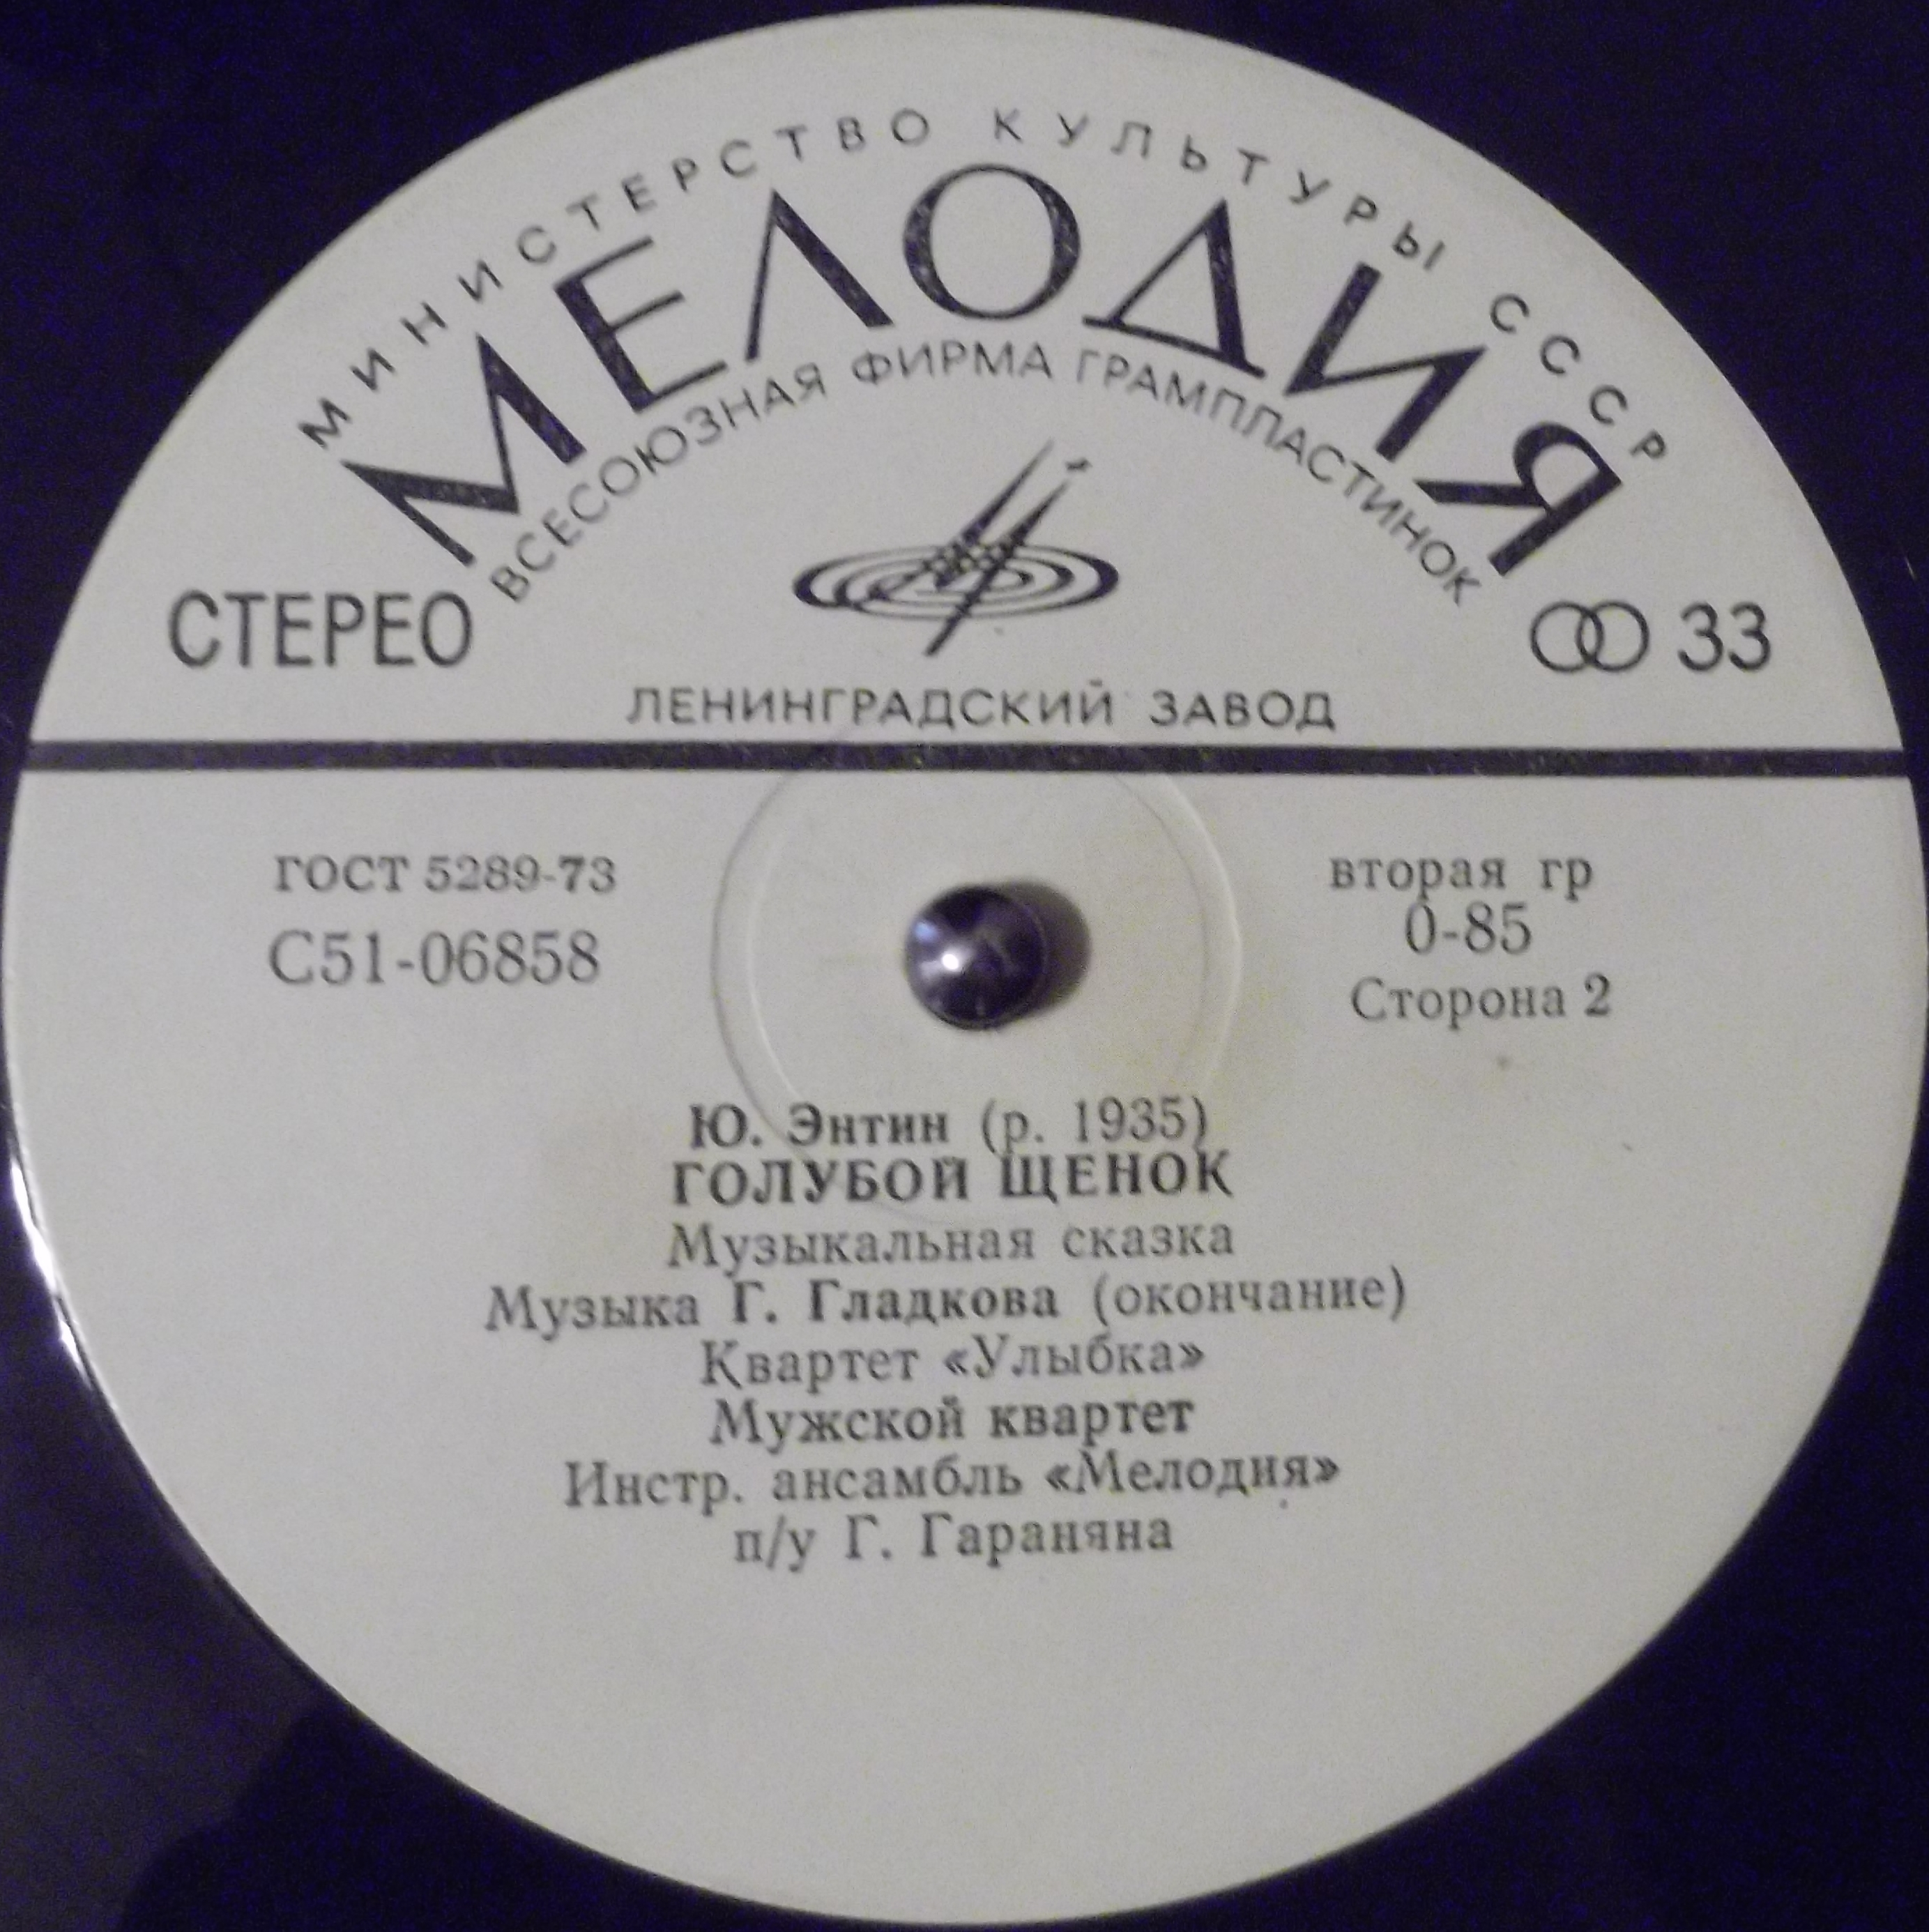 МИНИСТЕРСТВО КУЛЬТУРЫ СССР
МЕЛОДИЯ
ВСЕСОЮЗНАЯ ФИРМА ГРАМПЛАСТИНОК
СТЕРЕО
33
ЛЕНИНГРАДСКИЙ ЗАВОД
ГОСТ 5289-73
С51-06858
вторая гр
0-85
Сторона 2
Ю. Энтин (р. 1935)
ГОЛУБОЙ ЩЕНОК
Музыкальная сказка
Музыка Г. Гладкова (окончание)
Квартет «Улыбка»
Мужской квартет
Инстр. ансамбль «Мелодия»
п/у Г. Гараняна